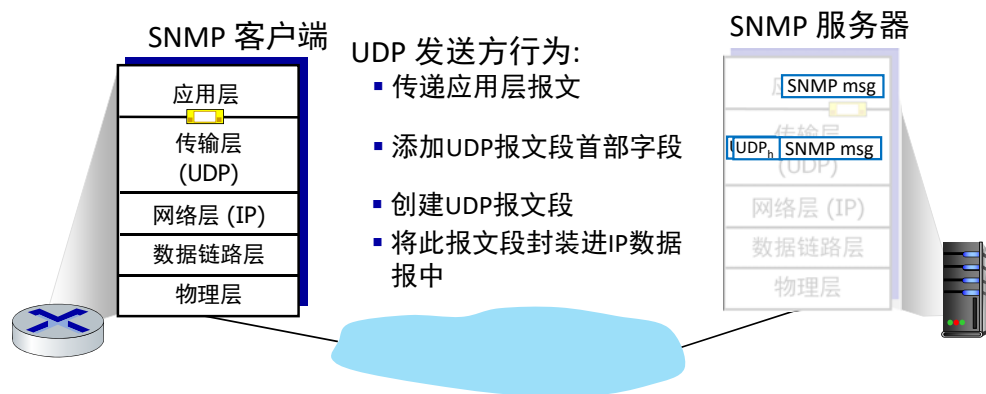 SNMP 客户端
应用层
传输层
(UDP)
网络层 (IP)
数据链路层
物理层
UDP 发送方行为:
▪ 传递应用层报文
▪ 添加UDP报文段首部字段
▪ 创建UDP报文段
▪ 将此报文段封装进IP数据
报中
SNMP 服务器
SNMP msg
传输层
UDPh SNMP msg
(UDP)
网络层 (IP)
数据链路层
物理层